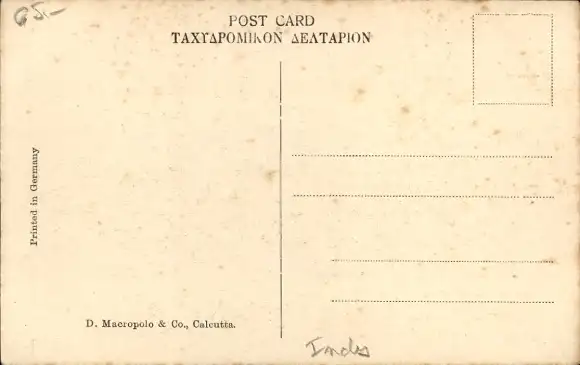 65.-
POST CARD
ΤΑΧΥΔΡΟΜΙΚΟΝ ΔΕΛΤΑΡΙΟΝ
Printed in Germany
D. Macropolo & Co., Calcutta.
Indes